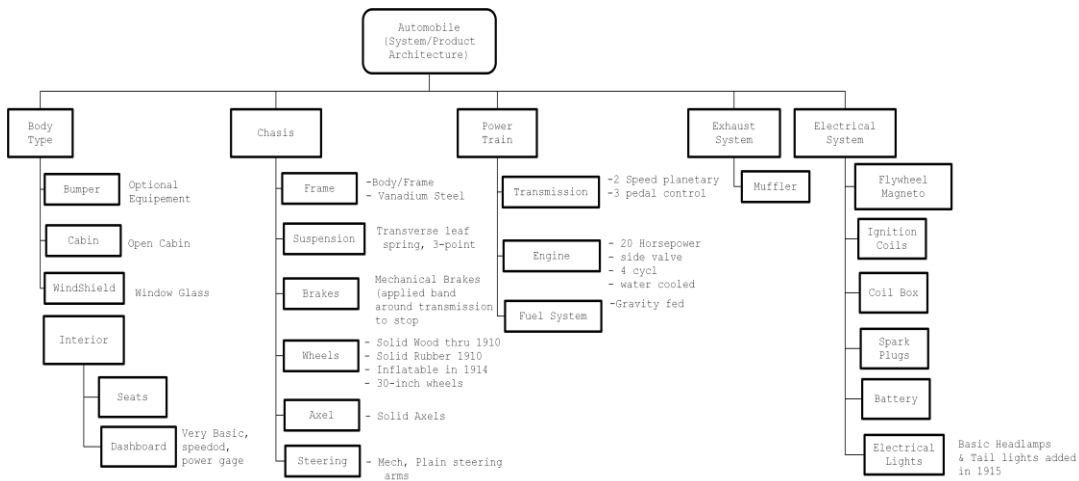 Automobile
(System/Product
Architecture)
Body
Type
Bumper
Optional
Equipement
Cabin
Open Cabin
WindShield
Window Glass
Interior
Seats
Dashboard
Very Basic,
speedod,
power gage
Chasis
Frame
-Body/Frame
- Vanadium Steel
Suspension
Transverse leaf
spring, 3-point
Brakes
Mechanical Brakes
(applied band
around transmission
to stop
Wheels
- Solid Wood thru 1910
- Solid Rubber 1910
- Inflatable in 1914
- 30-inch wheels
Axel
- Solid Axels
Steering
- Mech, Plain steering
arms
Power
Train
Transmission
-2 Speed planetary
-3 pedal control
Engine
- 20 Horsepower
- side valve
- 4 cycl
- water cooled
Fuel System
-Gravity fed
Exhaust
System
Muffler
Electrical
System
Flywheel
Magneto
Ignition
Coils
Coil Box
Spark
Plugs
Battery
Electrical
Lights
Basic Headlamps
& Tail lights added
in 1915